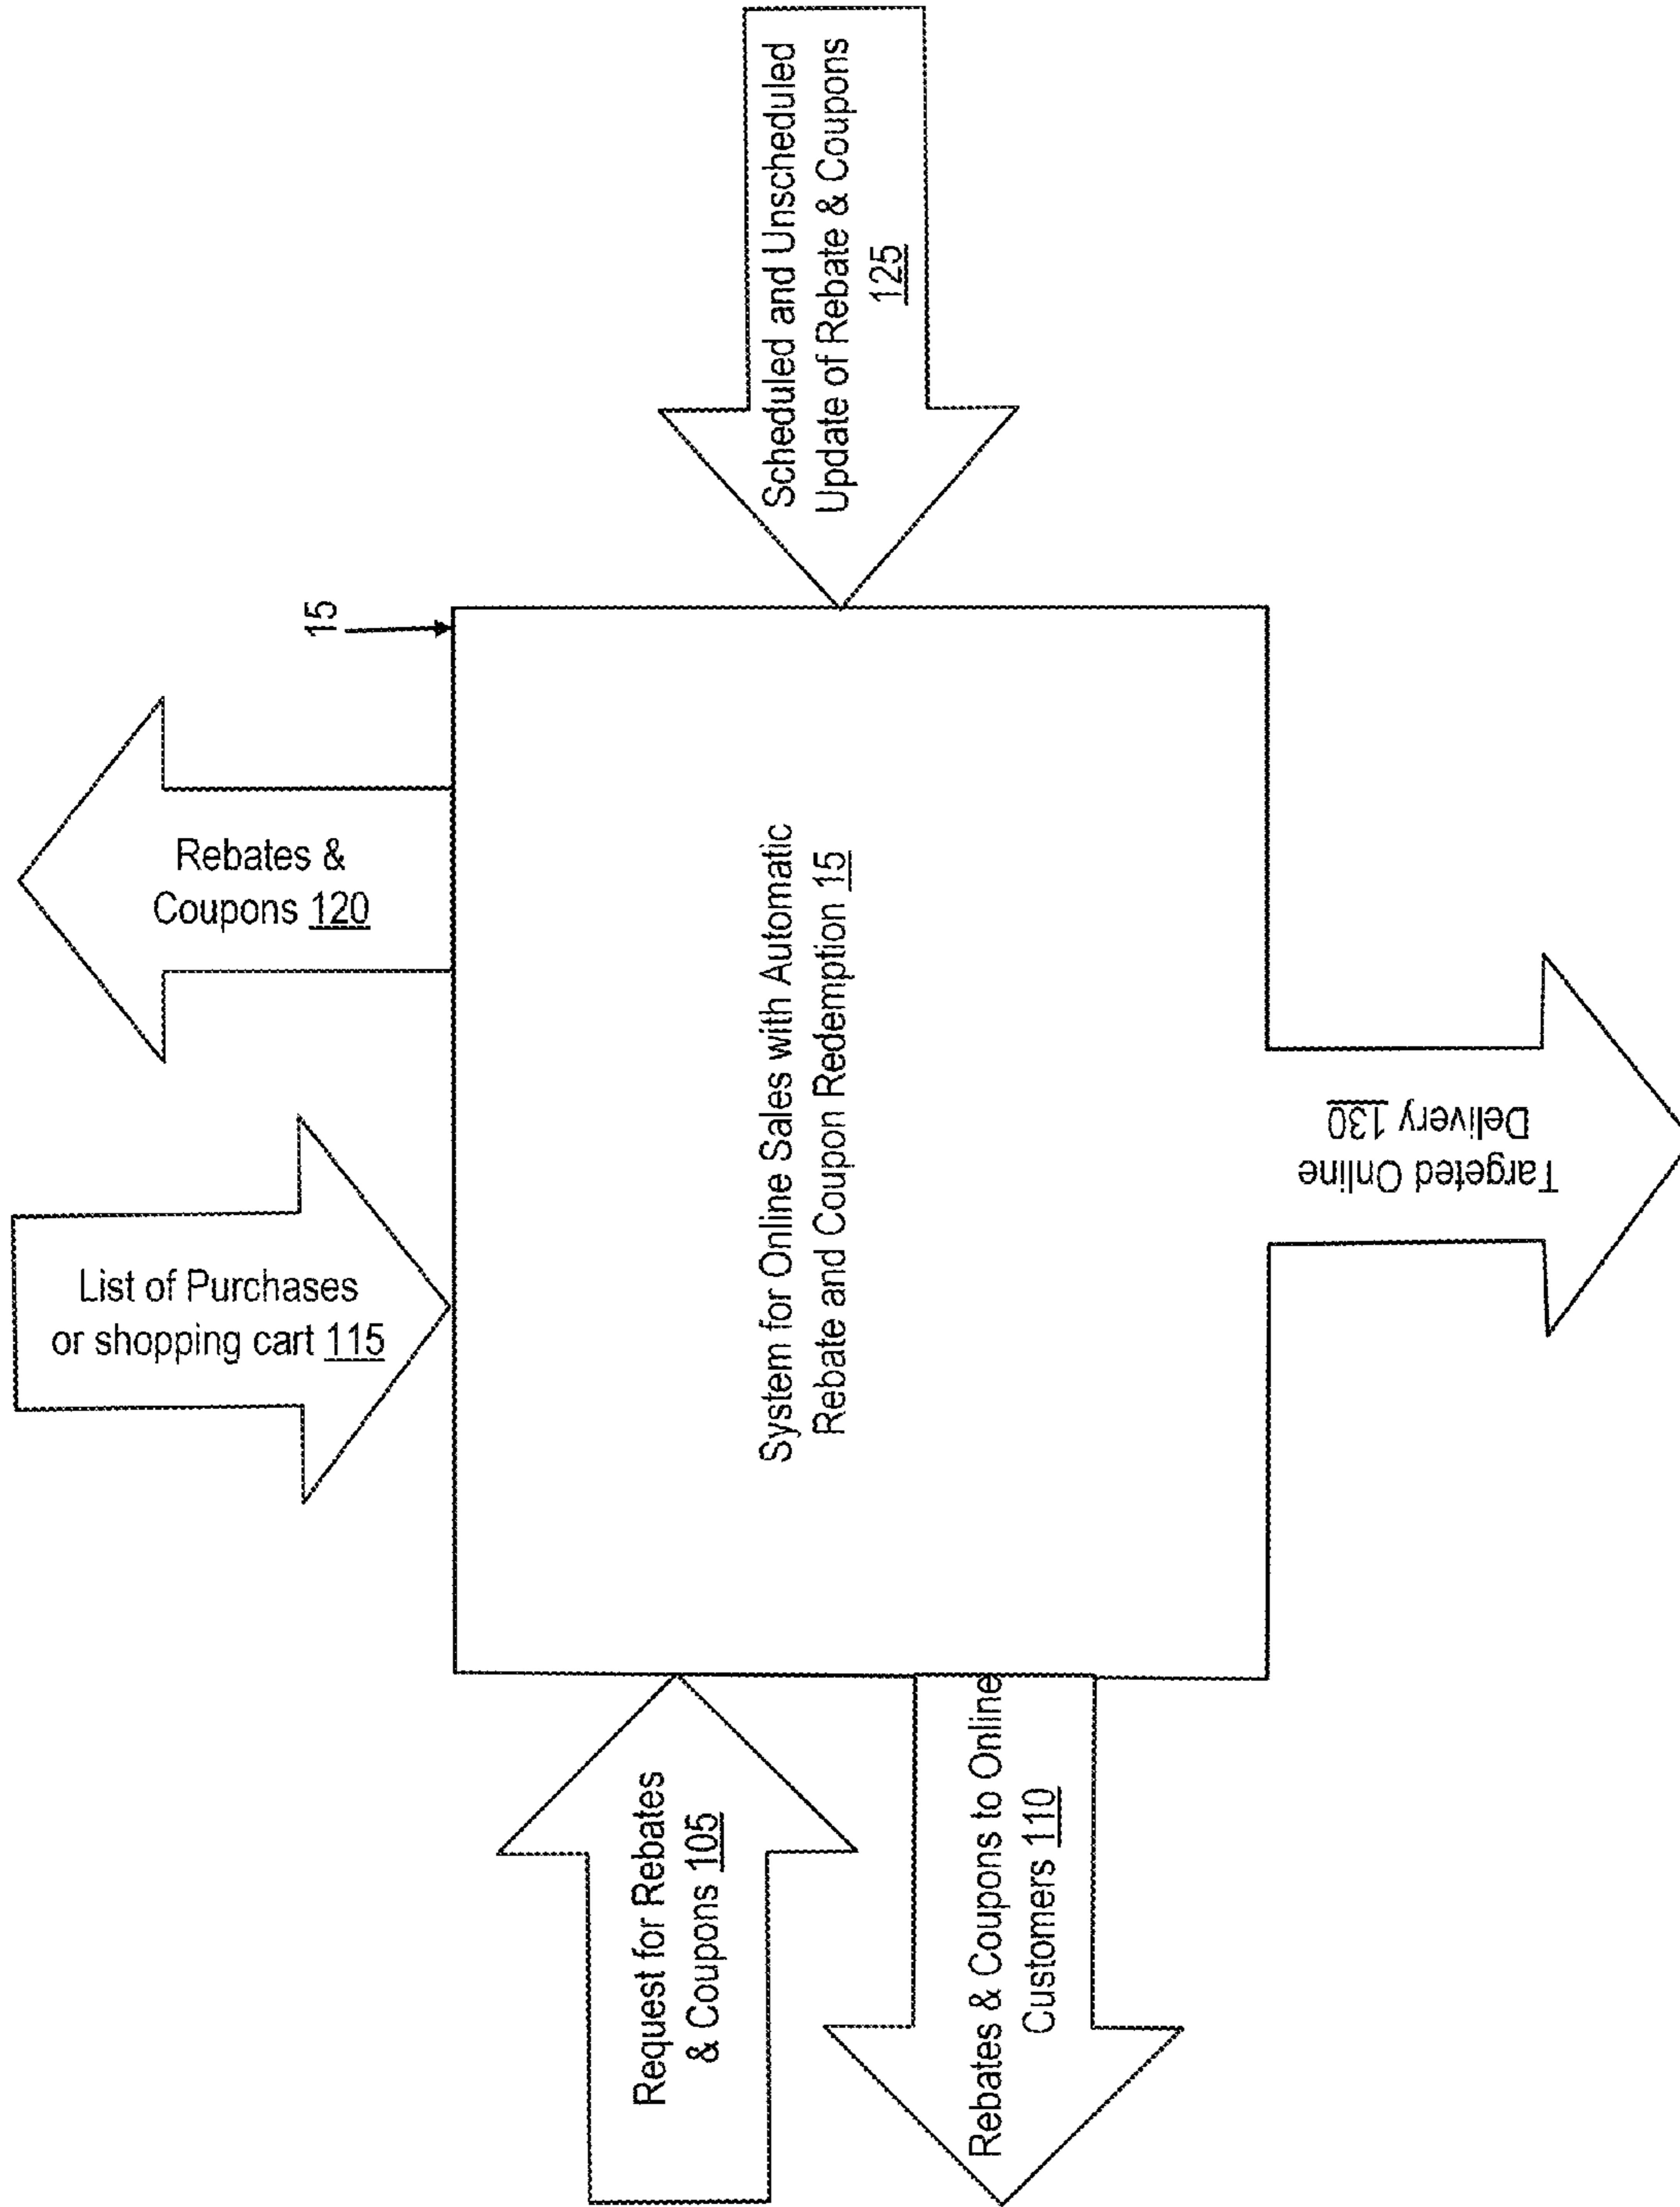 Scheduled and Unscheduled
Update of Rebate & Coupons
125
15
Rebates &
Coupons 120
List of Purchases
or shopping cart 115
System for Online Sales with Automatic
Rebate and Coupon Redemption 15
Targeted Online
Delivery 130
Request for Rebates
& Coupons 105
Rebates & Coupons to Online
Customers 110